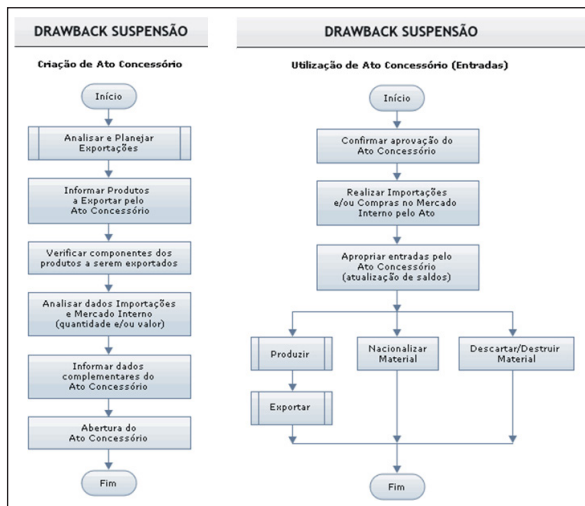 DRAWBACK SUSPENSÃO
Criação de Ato Concessório
Início
Analisar e Planejar
Exportações
Informar Produtos
a Exportar pelo
Ato Concessório
Verificar componentes dos
produtos a serem exportados
Analisar dados Importações
e Mercado Interno
(quantidade e/ou valor)
Informar dados
complementares do
Ato Concessório
Abertura do
Ato Concessório
Fim
DRAWBACK SUSPENSÃO
Utilização de Ato Concessório (Entradas)
Início
Confirmar aprovação do
Ato Concessório
Realizar Importações
e/ou Compras no Mercado
Interno pelo Ato
Apropriar entradas pelo
Ato Concessório
(atualização de saldos)
Produzir
Nacionalizar
Material
Descartar/Destruir
Material
Exportar
Fim